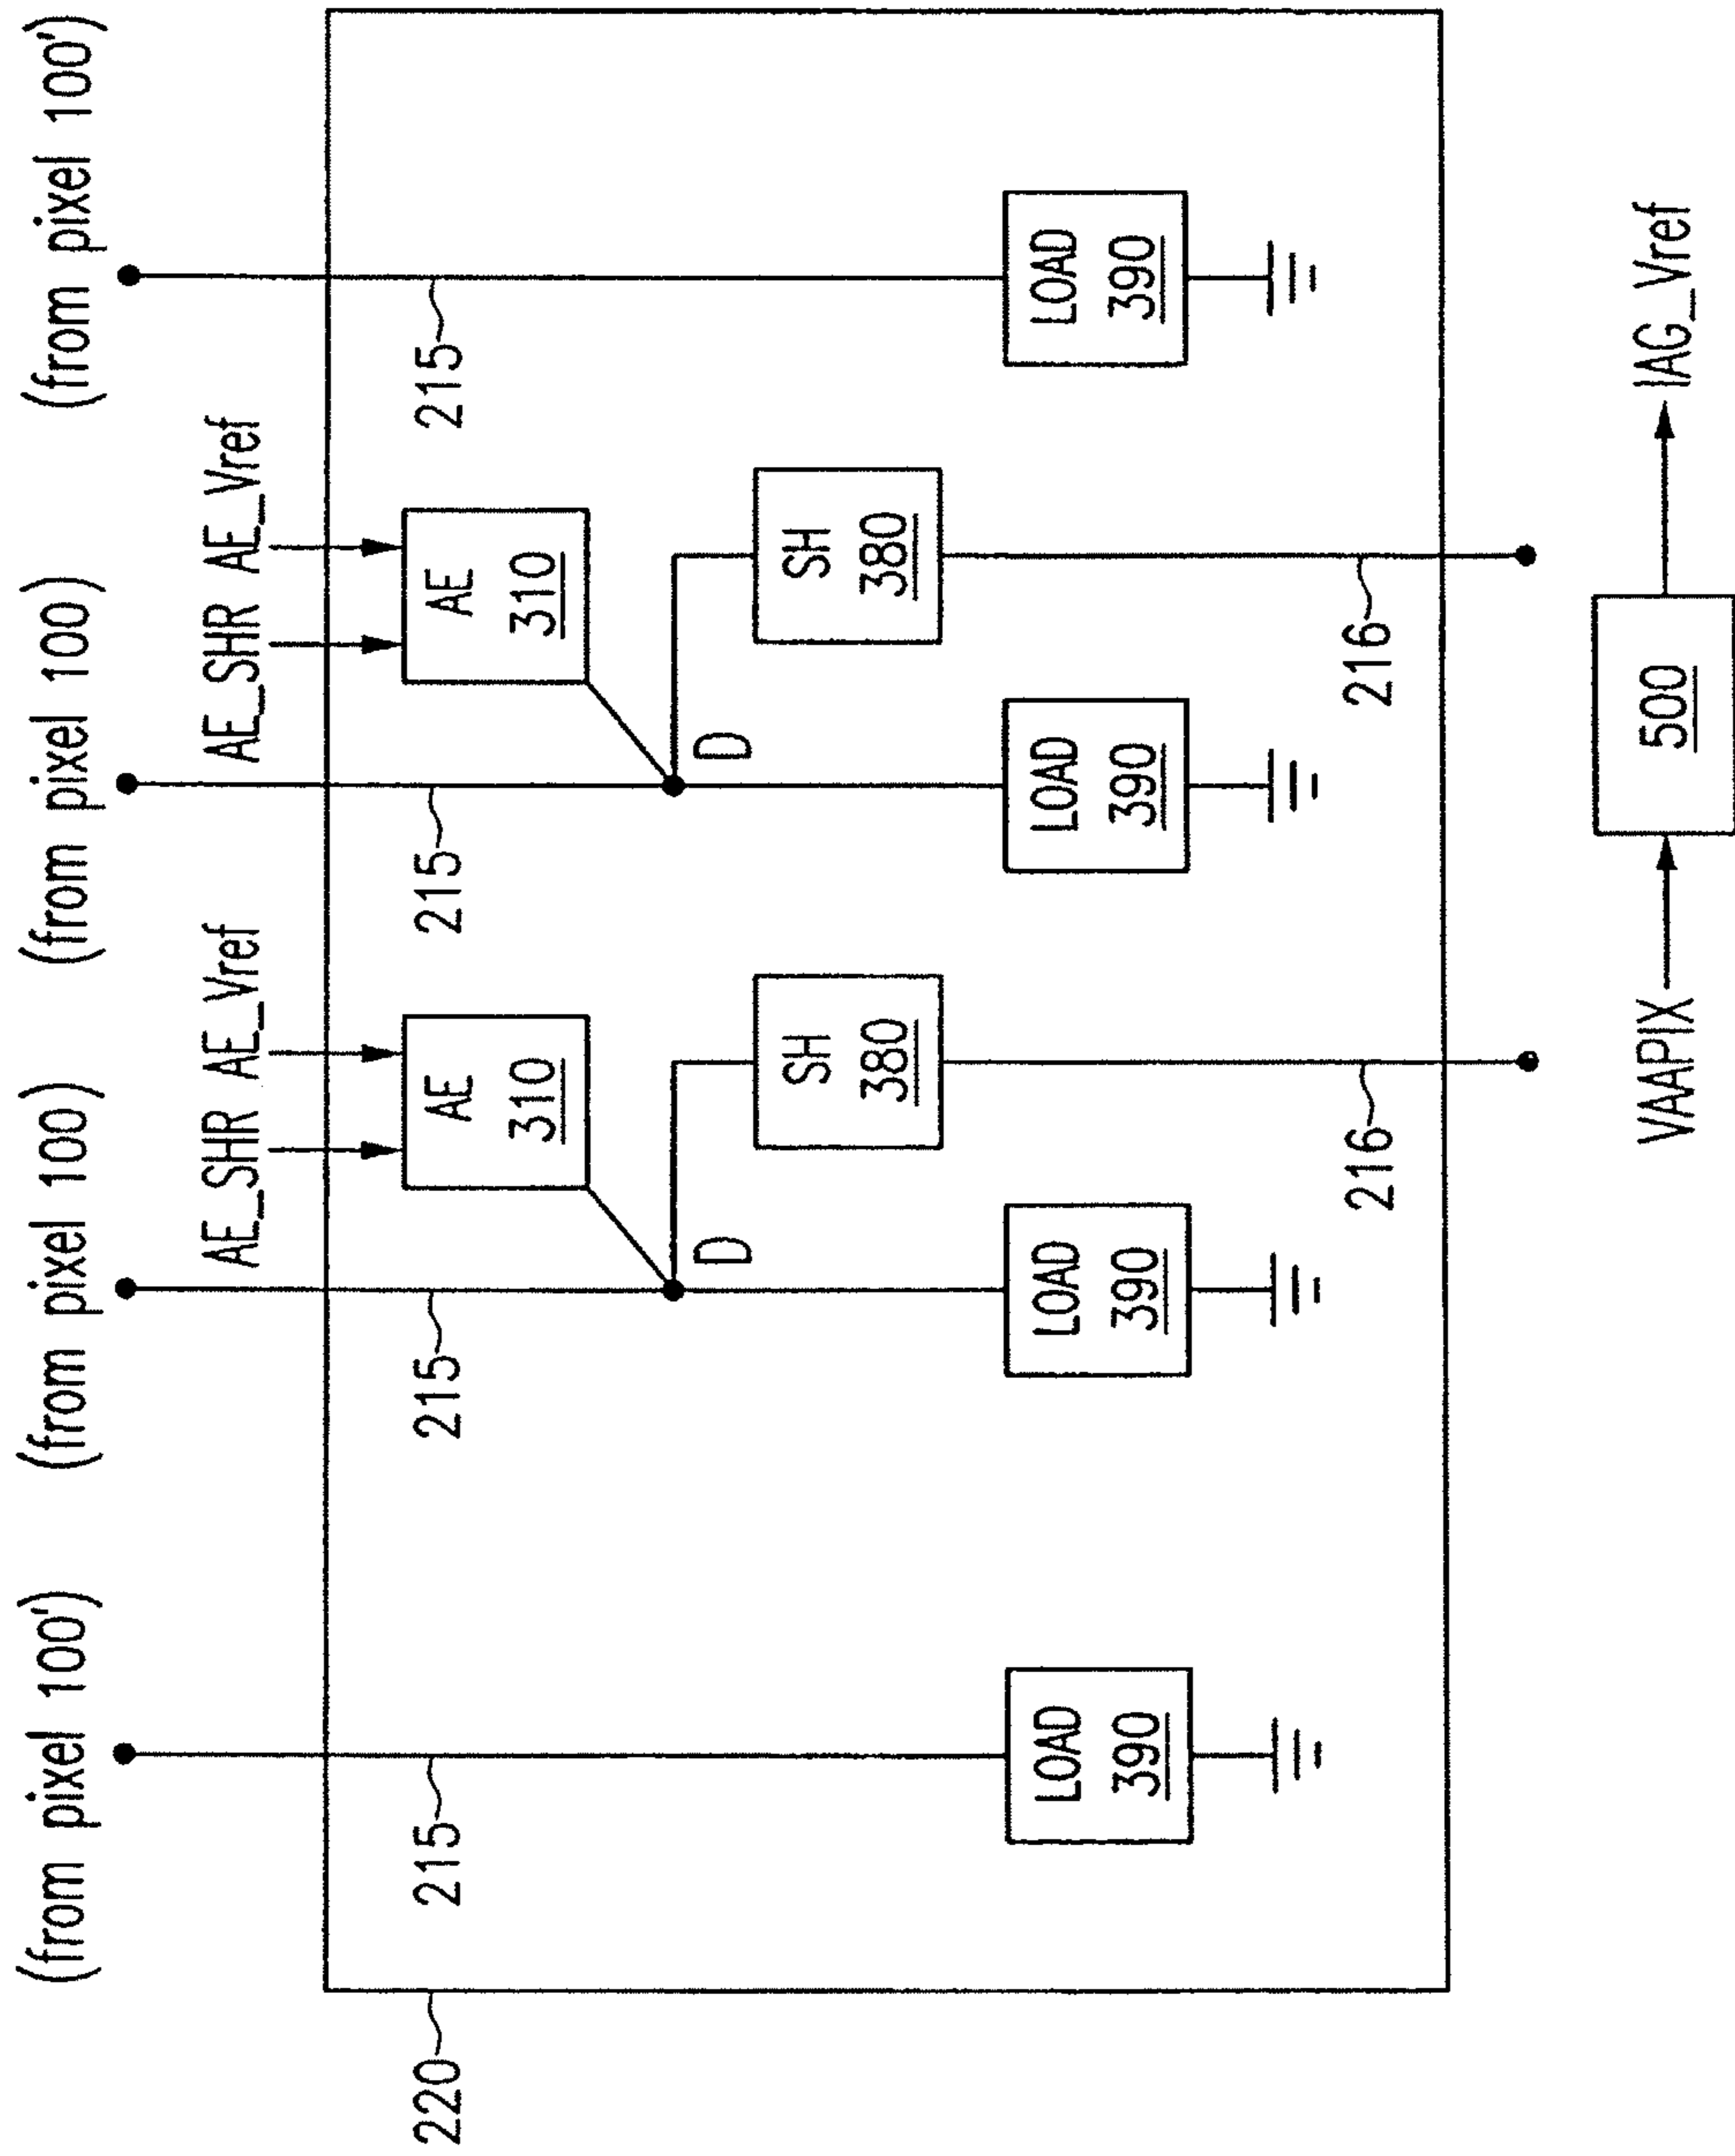 (from pixel 100') (from pixel 100) (from pixel 100) (from pixel 100')
AE_SHR AE_Vref AE_SHR AE_Vref
220 215 215 AE 215 AE 215
310 310
D D
SH SH
380 380
LOAD LOAD LOAD LOAD
390 390 390 390
216 216
VAAPIX 500 IAG_Vref